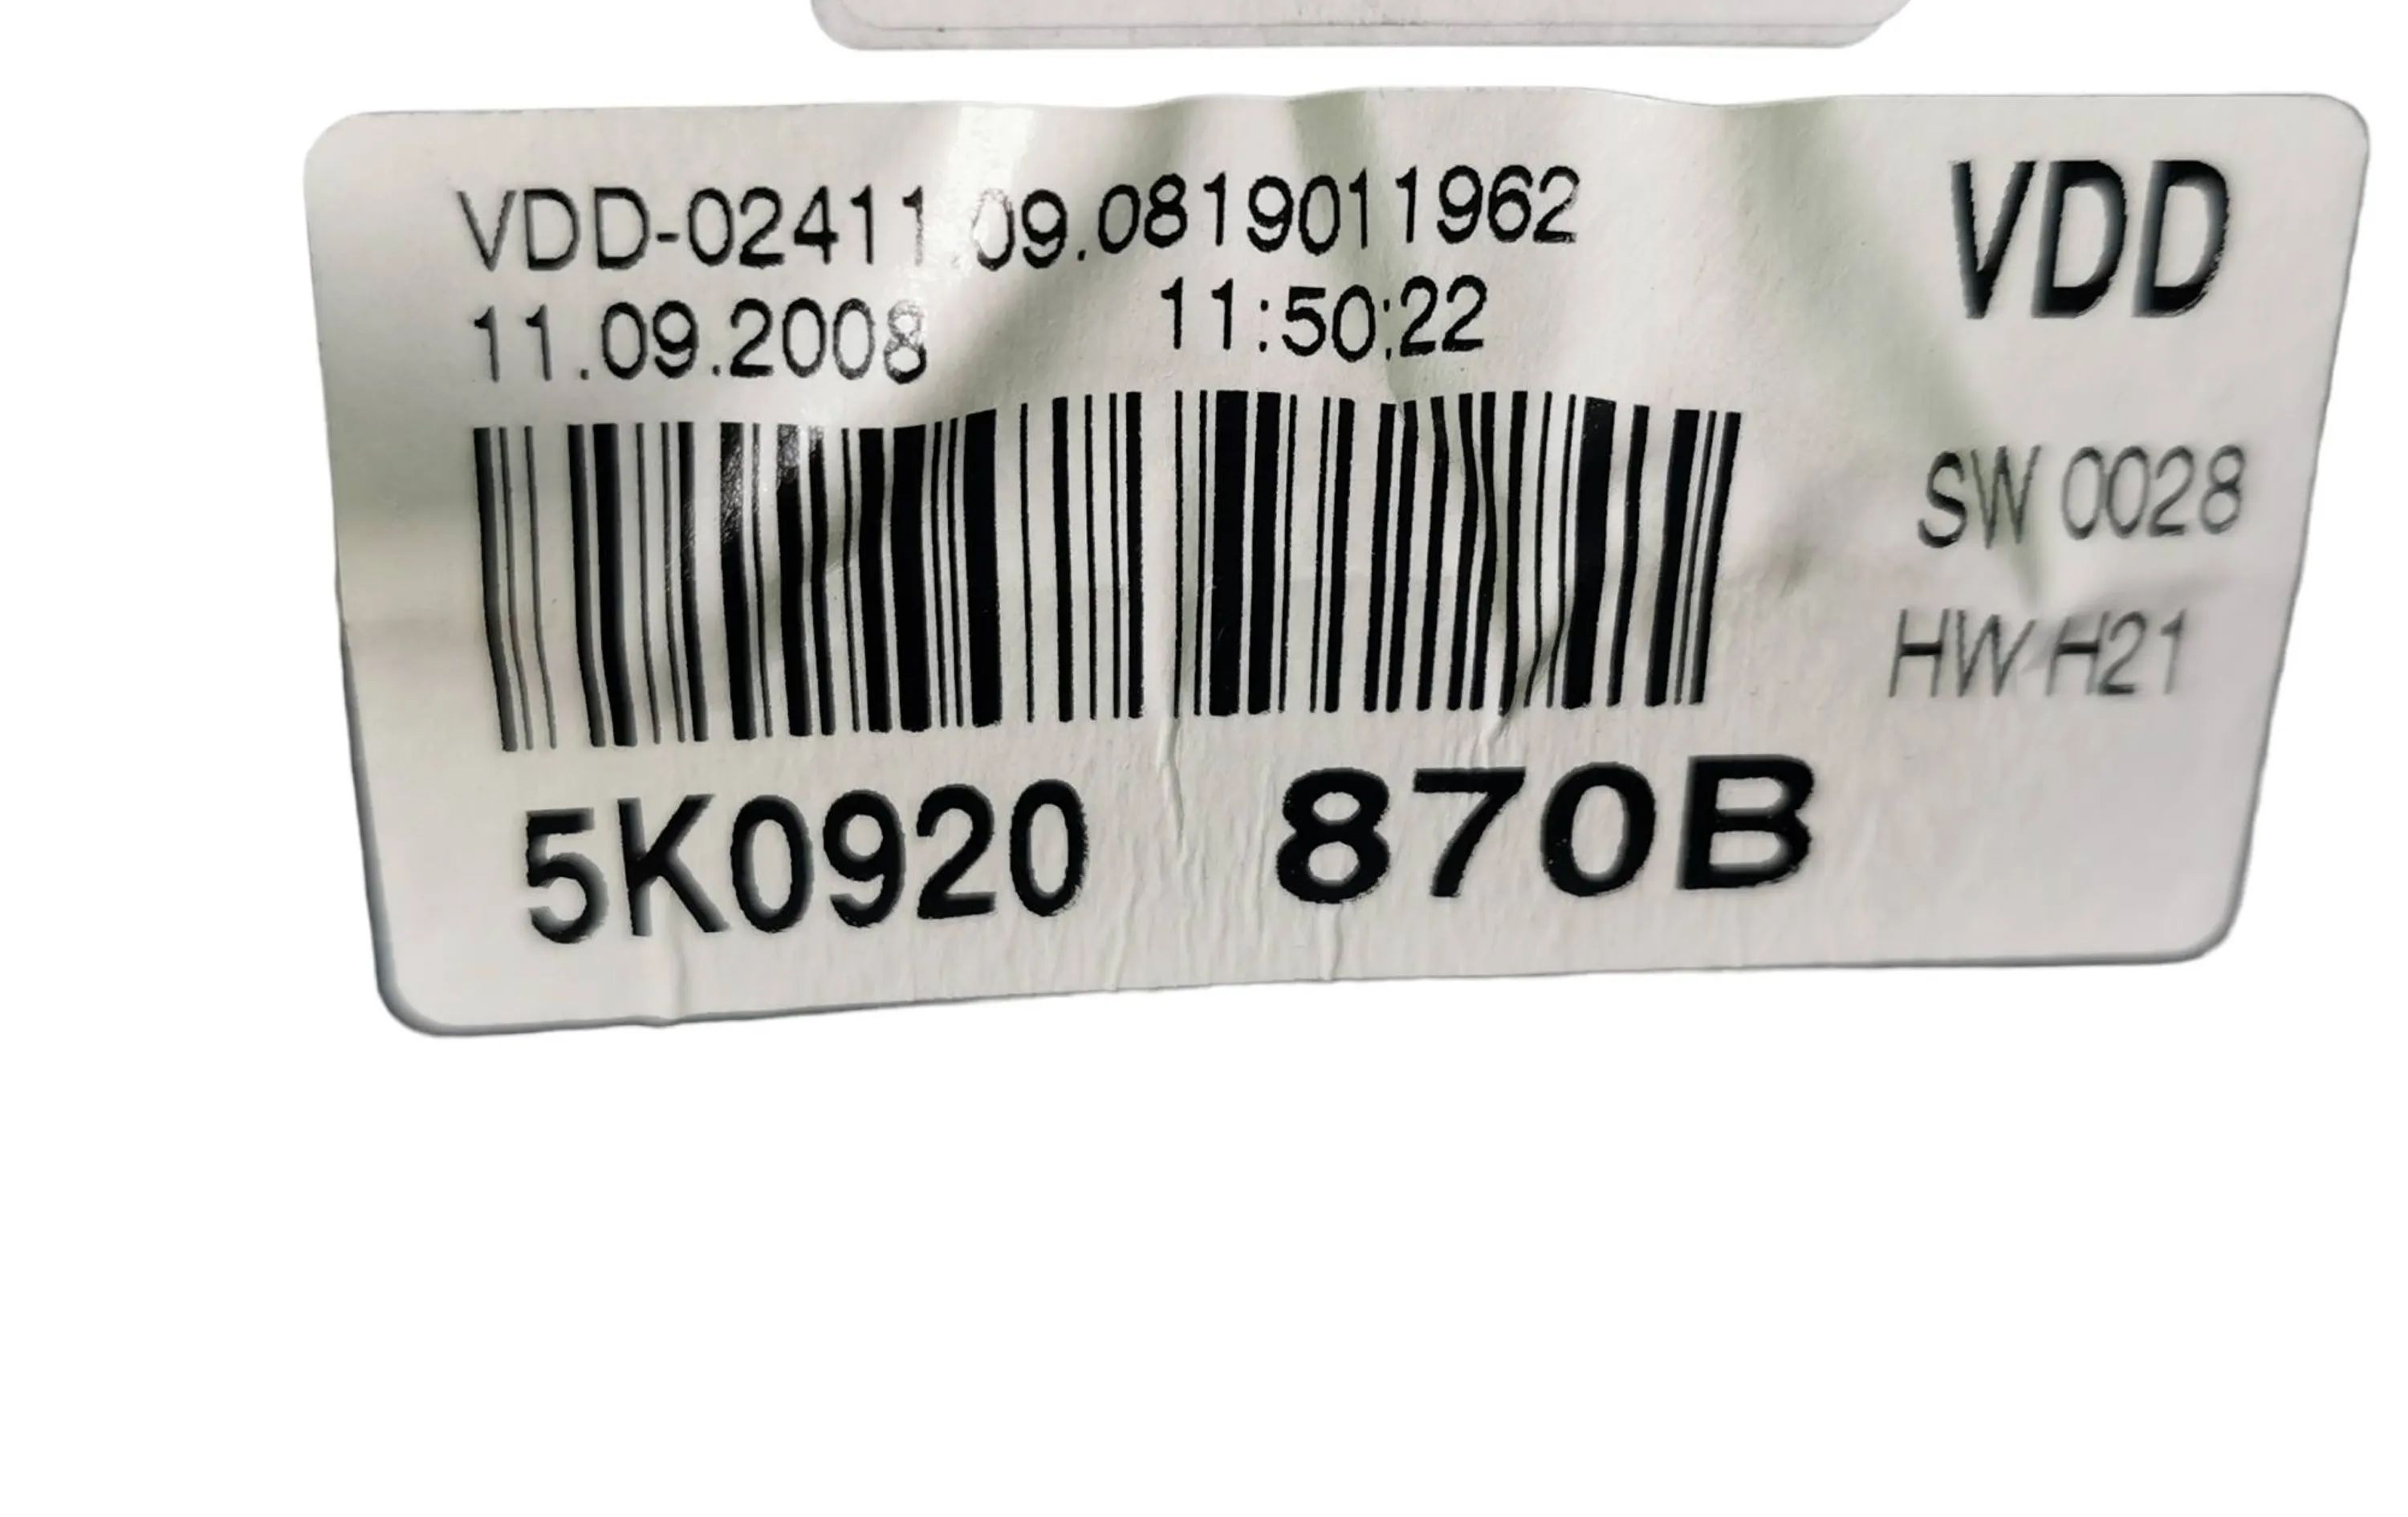 VDD-02411.09.0819011962
11.09.2008 11:50:22
VDD
SW 0028
HW H21
5K0920 870B